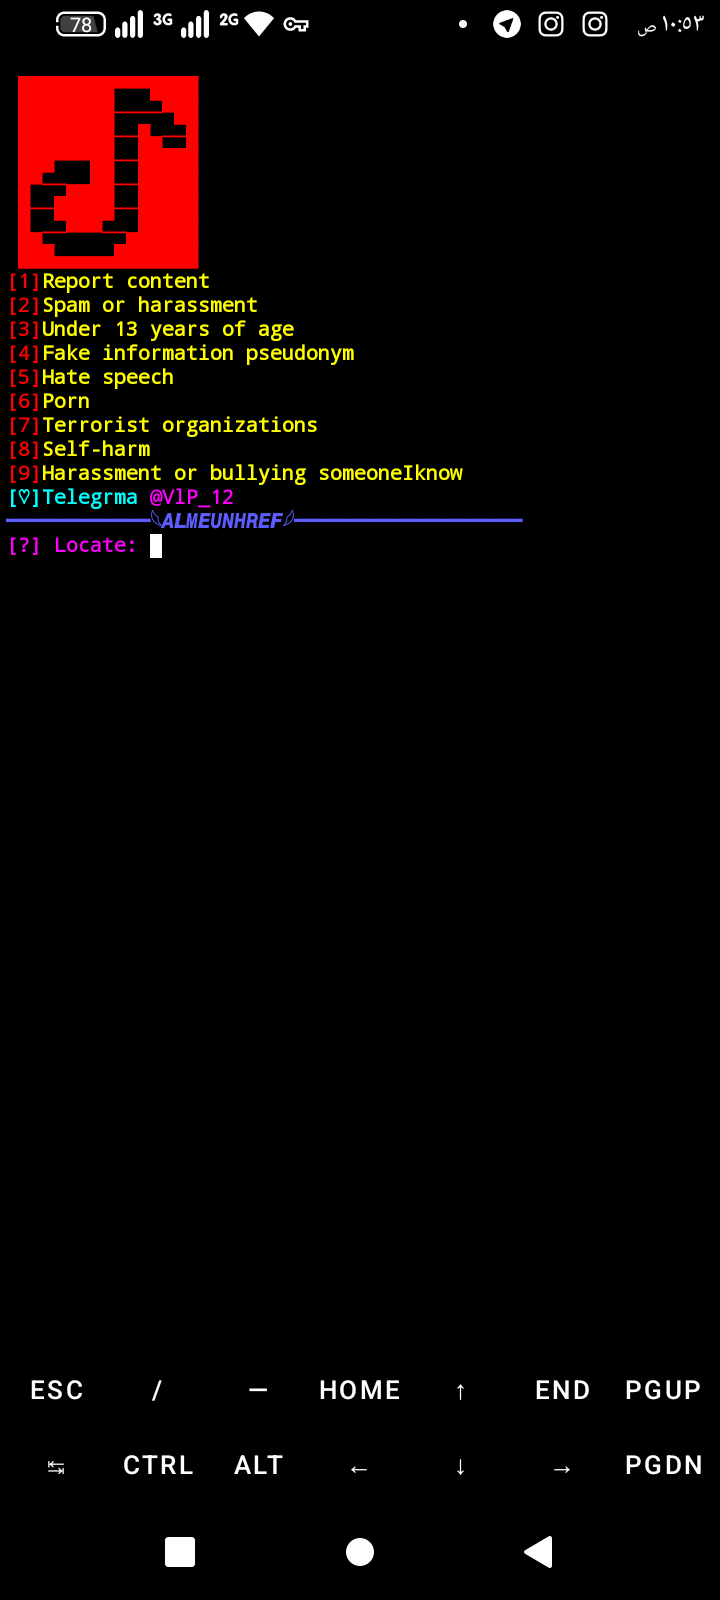 78 3G 2G ١٠:٥٣ ص
[1]Report content
[2]Spam or harassment
[3]Under 13 years of age
[4]Fake information pseudonym
[5]Hate speech
[6]Porn
[7]Terrorist organizations
[8]Self-harm
[9]Harassment or bullying someoneIknow
[♡]Telegrma @VlP_12
ALMEUNHREF
[?] Locate:
ESC / — HOME ↑ END PGUP
↹ CTRL ALT ← ↓ → PGDN